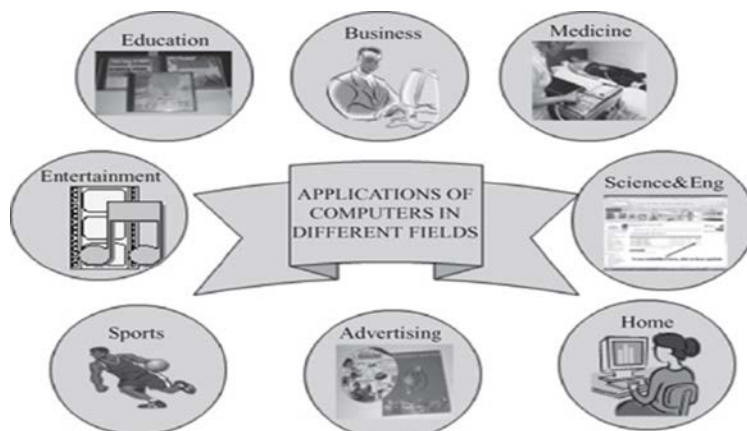 Education
Business
Medicine
Entertainment
APPLICATIONS OF
COMPUTERS IN
DIFFERENT FIELDS
Science&Eng
Sports
Advertising
Home